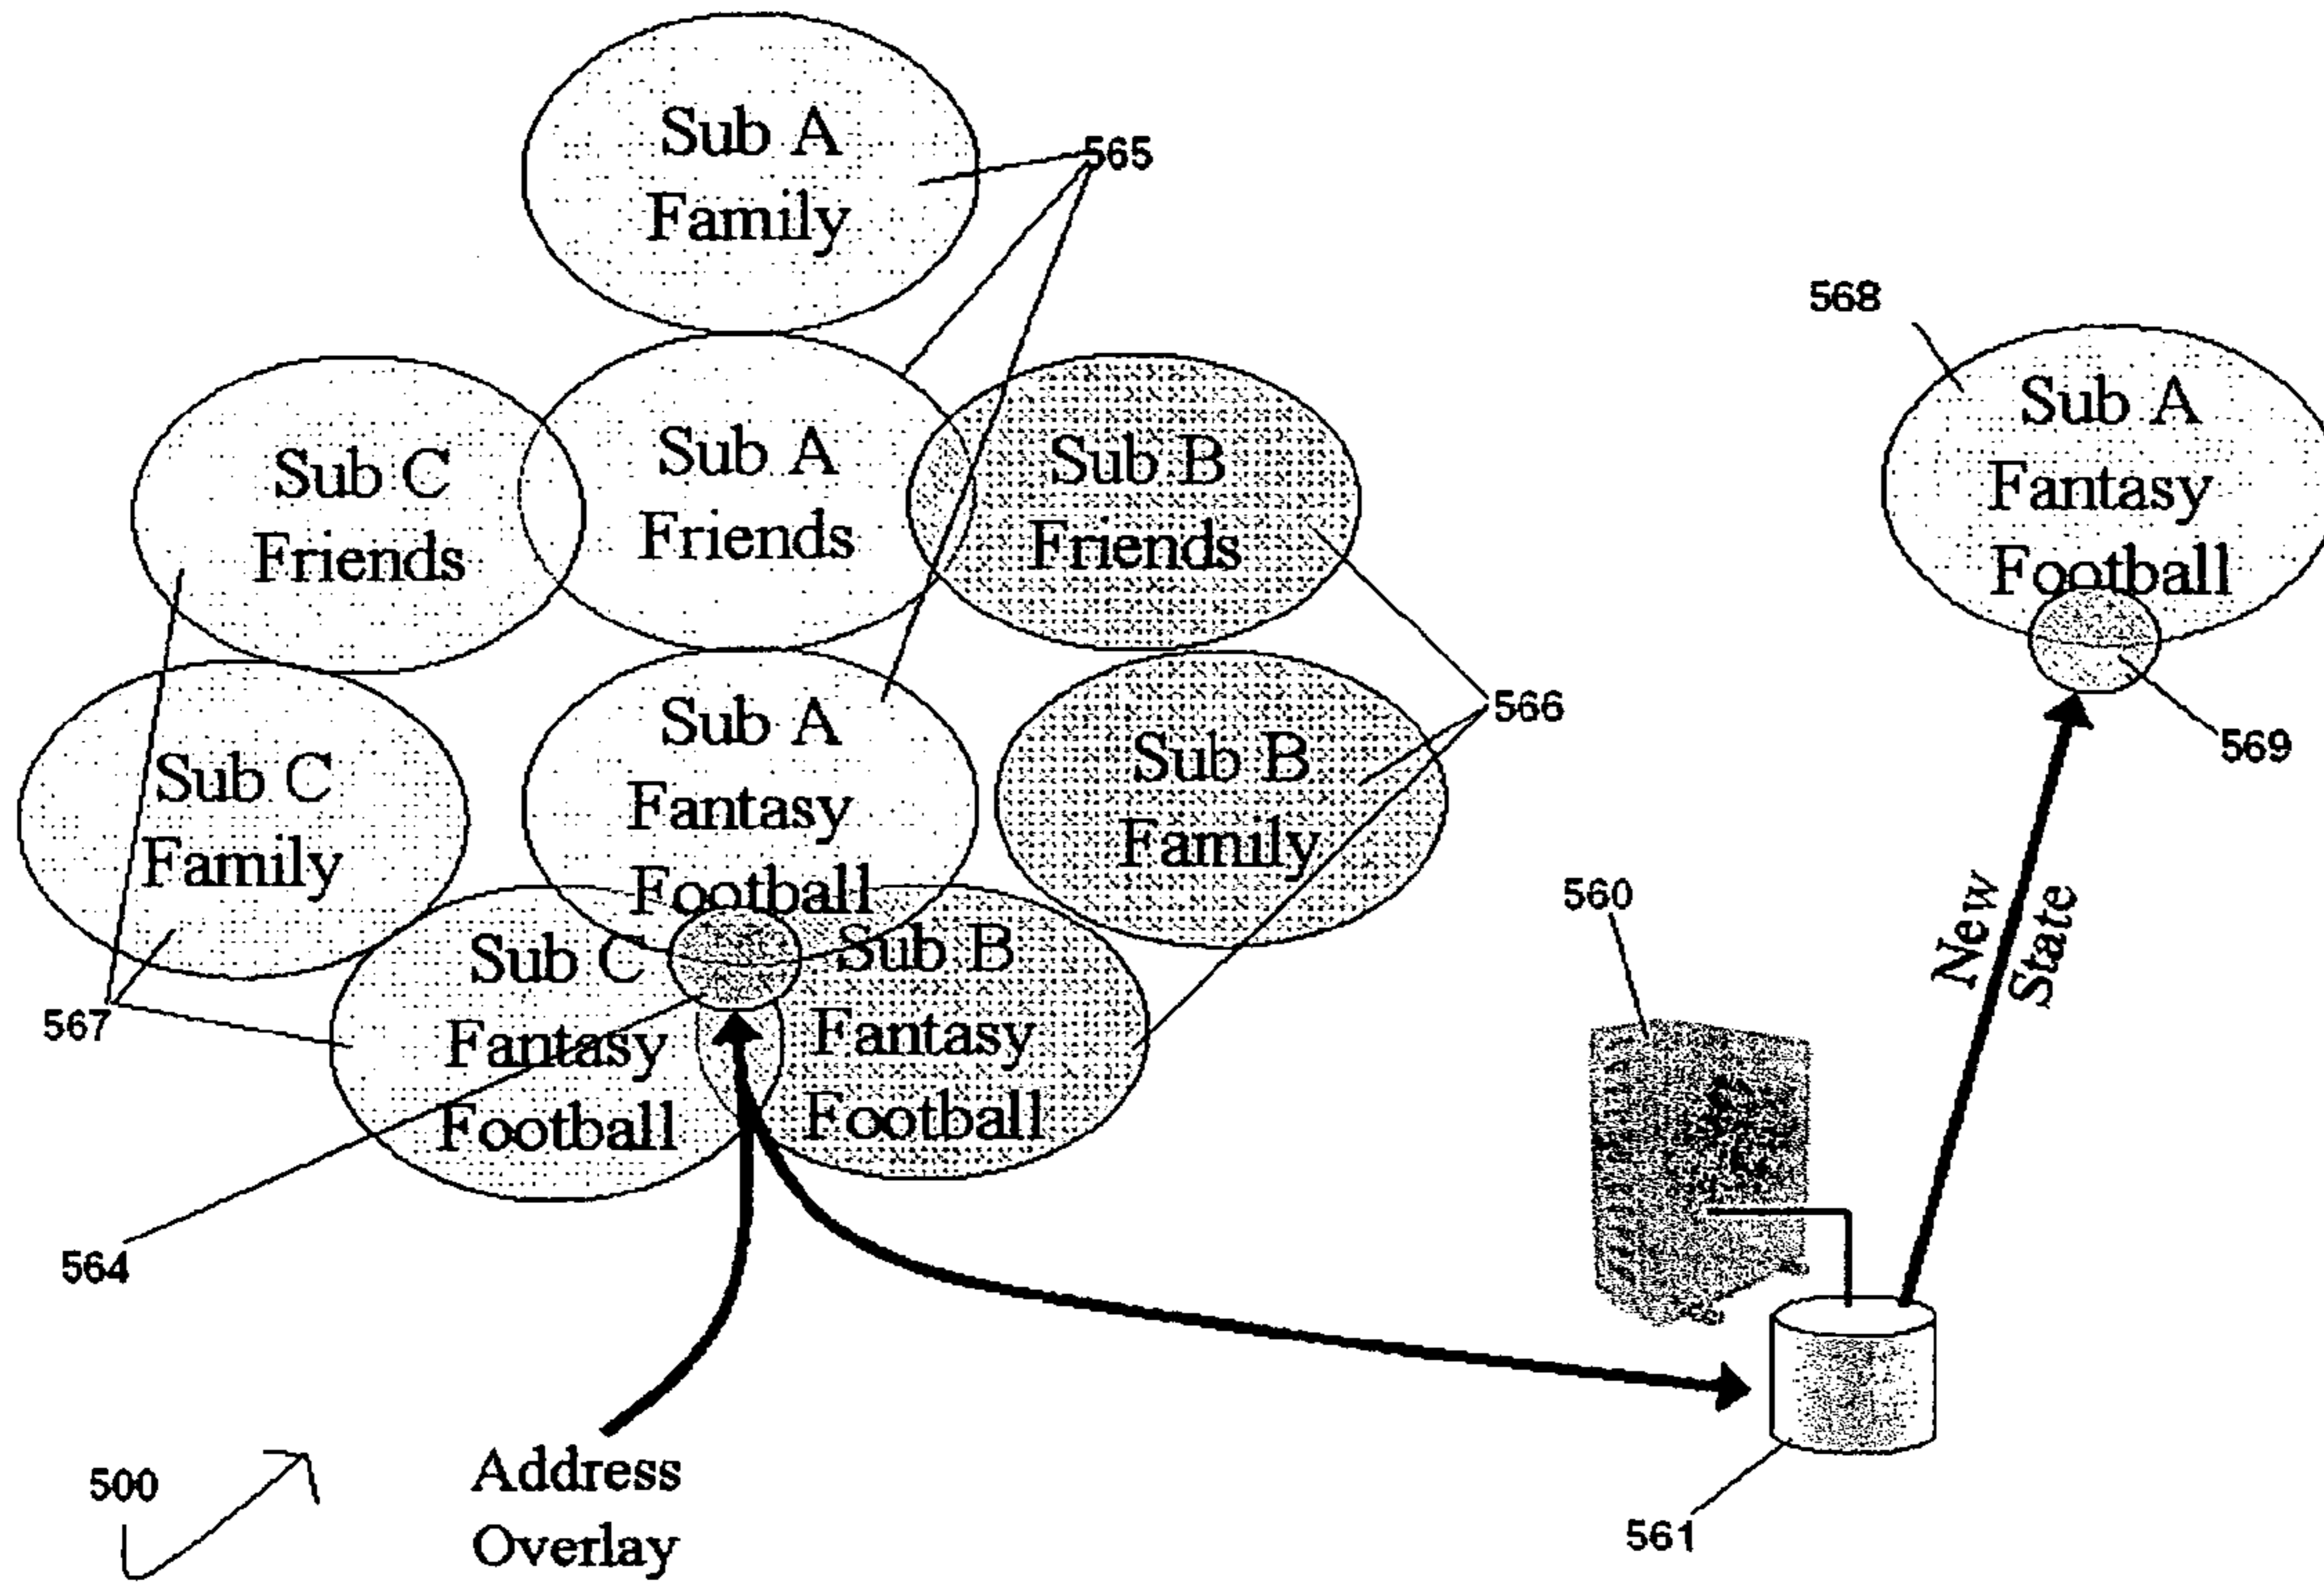 Sub A
Family
565
568
Sub A
Fantasy
Football
569
Sub C
Friends
Sub A
Friends
Sub B
Friends
566
Sub C
Family
Sub A
Fantasy
Football
Sub B
Family
567
Sub C
Fantasy
Football
Sub B
Fantasy
Football
560
New
State
564
500
Address
Overlay
561